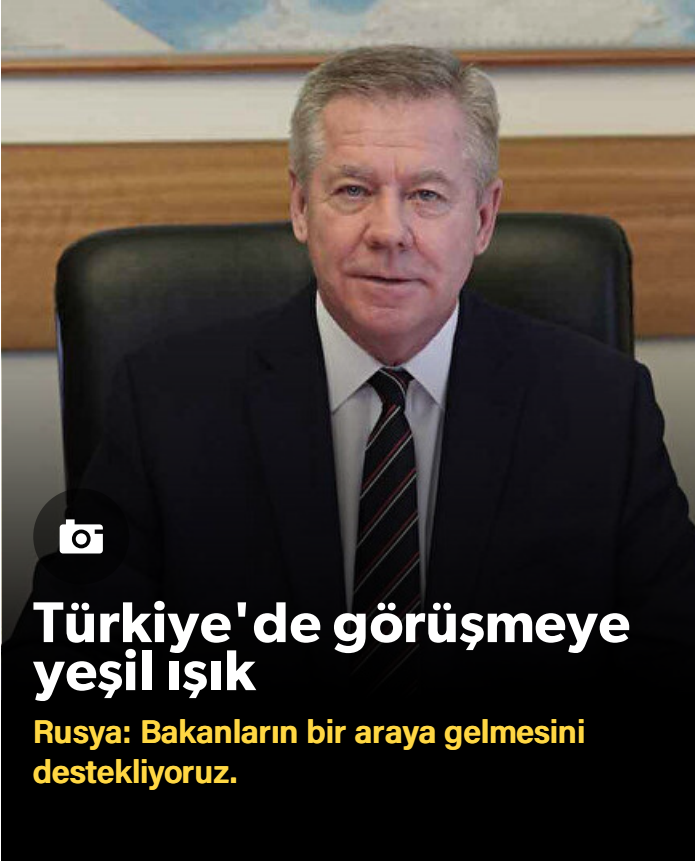 Türkiye'de görüşmeye
yeşil ışık
Rusya: Bakanların bir araya gelmesini
destekliyoruz.